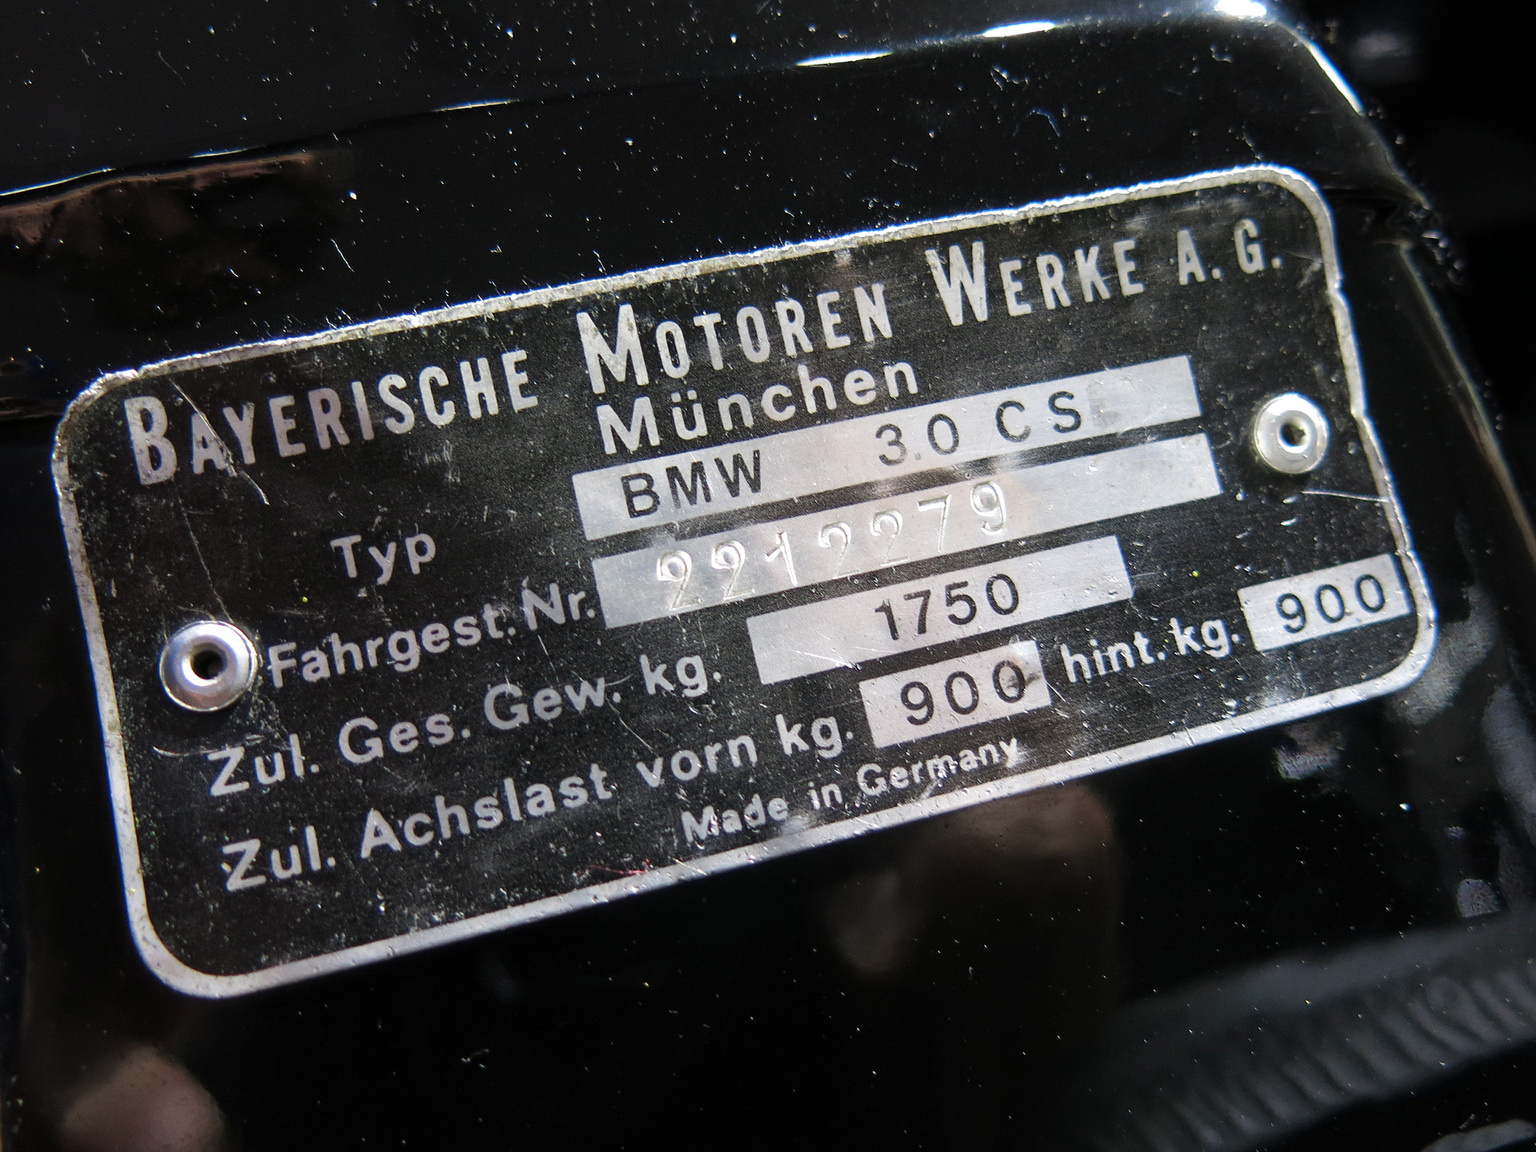 BAYERISCHE MOTOREN WERKE A.G.
München
Typ BMW 3.0 CSL
Fahrgest. Nr. 2212279
Zul. Ges. Gew. kg. 1750
Zul. Achslast vorn kg. 900 hint. kg. 900
Made in Germany